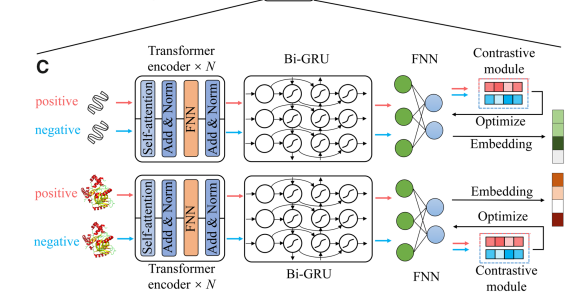 C
Transformer
encoder × N
Bi-GRU
FNN
Contrastive
module
positive
negative
Self-attention
Add & Norm
FNN
Add & Norm
Optimize
Embedding
positive
negative
Self-attention
Add & Norm
FNN
Add & Norm
Embedding
Optimize
Transformer
encoder × N
Bi-GRU
FNN
Contrastive
module